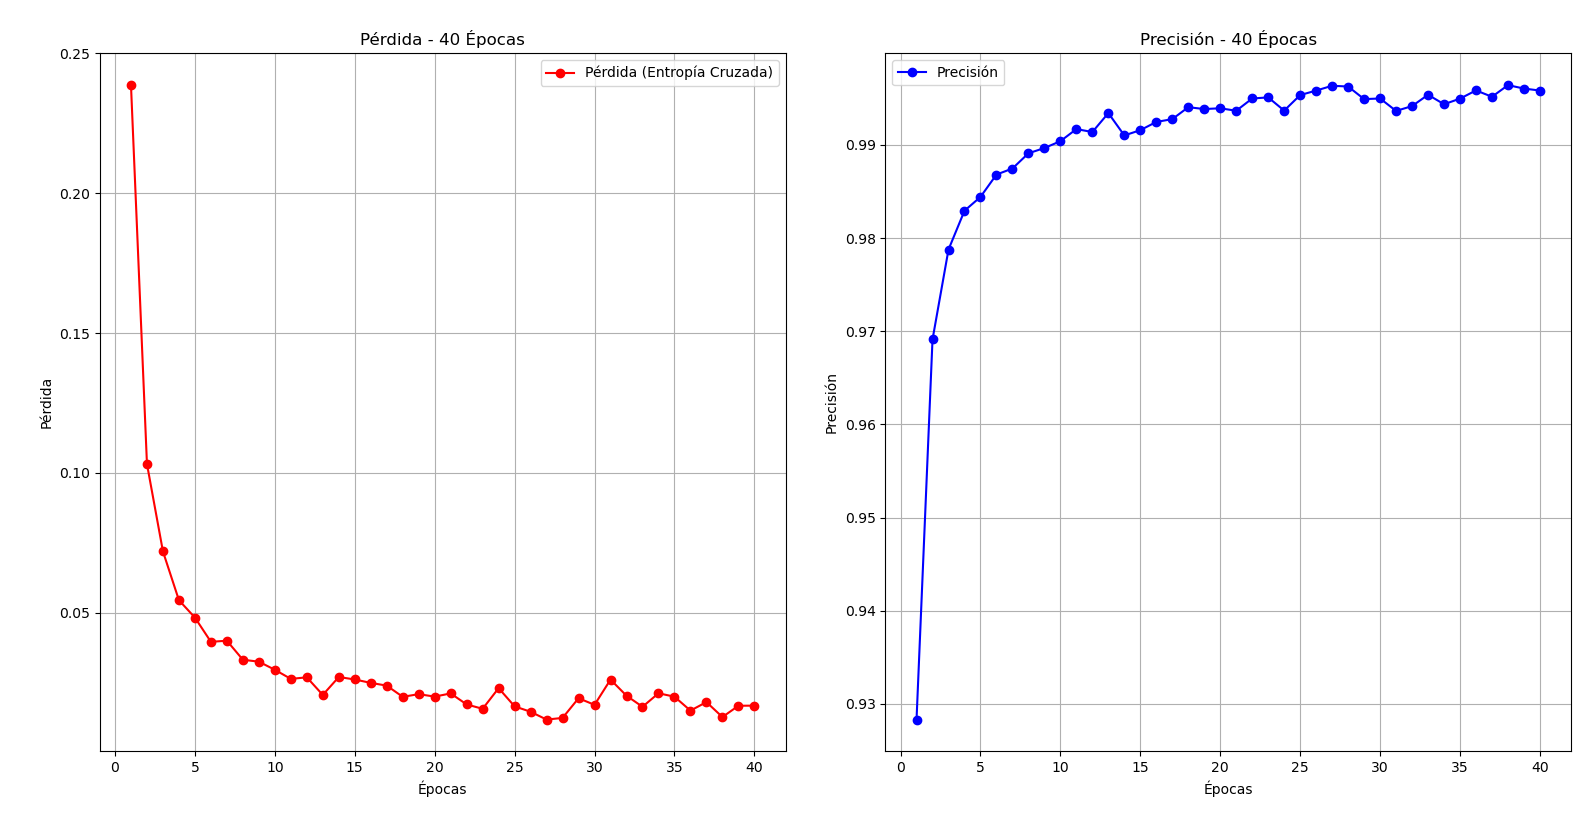 Pérdida - 40 Épocas
Pérdida (Entropía Cruzada)
0.25
0.20
0.15
0.10
0.05
Pérdida
0 5 10 15 20 25 30 35 40
Épocas
Precisión - 40 Épocas
Precisión
0.99
0.98
0.97
0.96
0.95
0.94
0.93
Precisión
0 5 10 15 20 25 30 35 40
Épocas